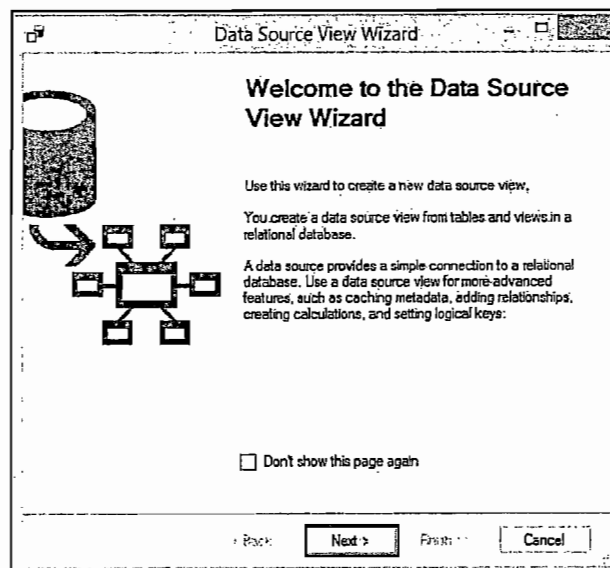 Data Source View Wizard
Welcome to the Data Source
View Wizard
Use this wizard to create a new data source view.
You create a data source view from tables and views in a
relational database.
A data source provides a simple connection to a relational
database. Use a data source view for more advanced
features, such as caching metadata, adding relationships,
creating calculations, and setting logical keys:
Don't show this page again
< Back
Next >
Finish
Cancel